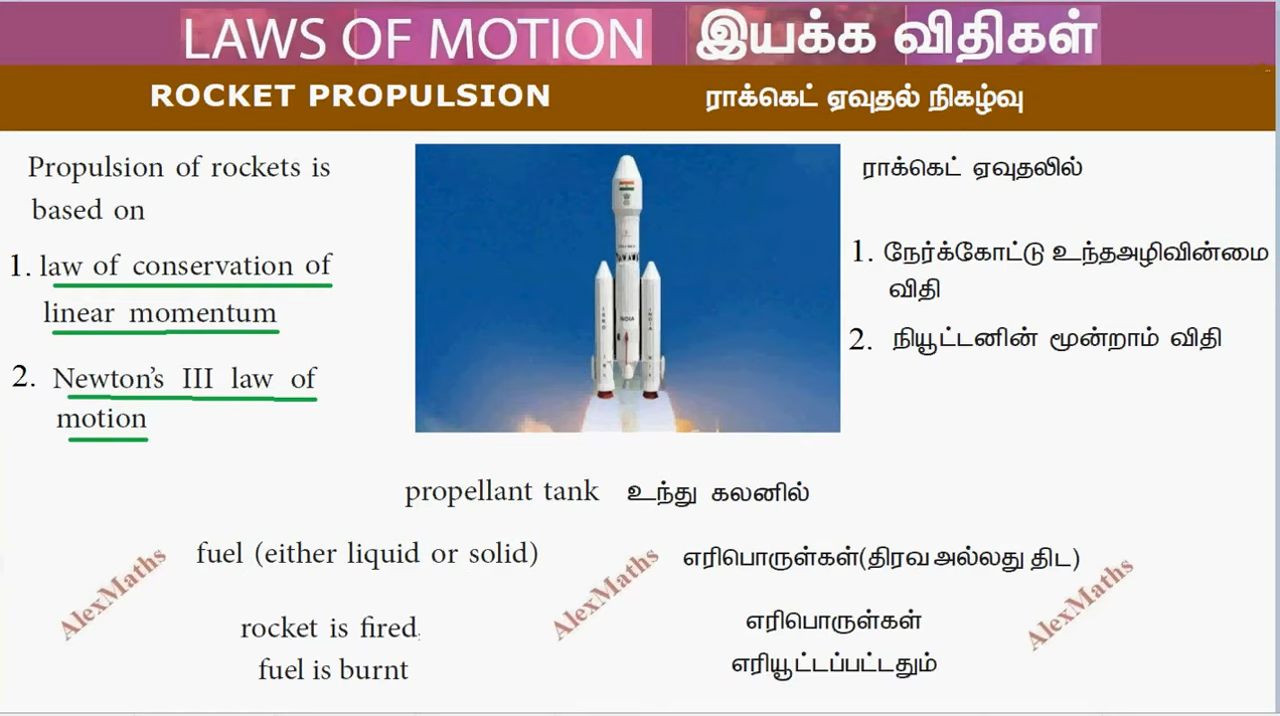 LAWS OF MOTION இயக்க விதிகள்
ROCKET PROPULSION ராக்கெட் ஏவுதல் நிகழ்வு
Propulsion of rockets is
based on
1. law of conservation of
linear momentum
2. Newton's III law of
motion
INDIA
ராக்கெட் ஏவுதலில்
1. நேர்க்கோட்டு உந்தஅழிவின்மை
விதி
2. நியூட்டனின் மூன்றாம் விதி
propellant tank உந்து கலனில்
fuel (either liquid or solid) எரிபொருள்கள்(திரவ அல்லது திட)
rocket is fired,
fuel is burnt
எரிபொருள்கள்
எரியூட்டப்பட்டதும்
AlexMaths
AlexMaths
AlexMaths